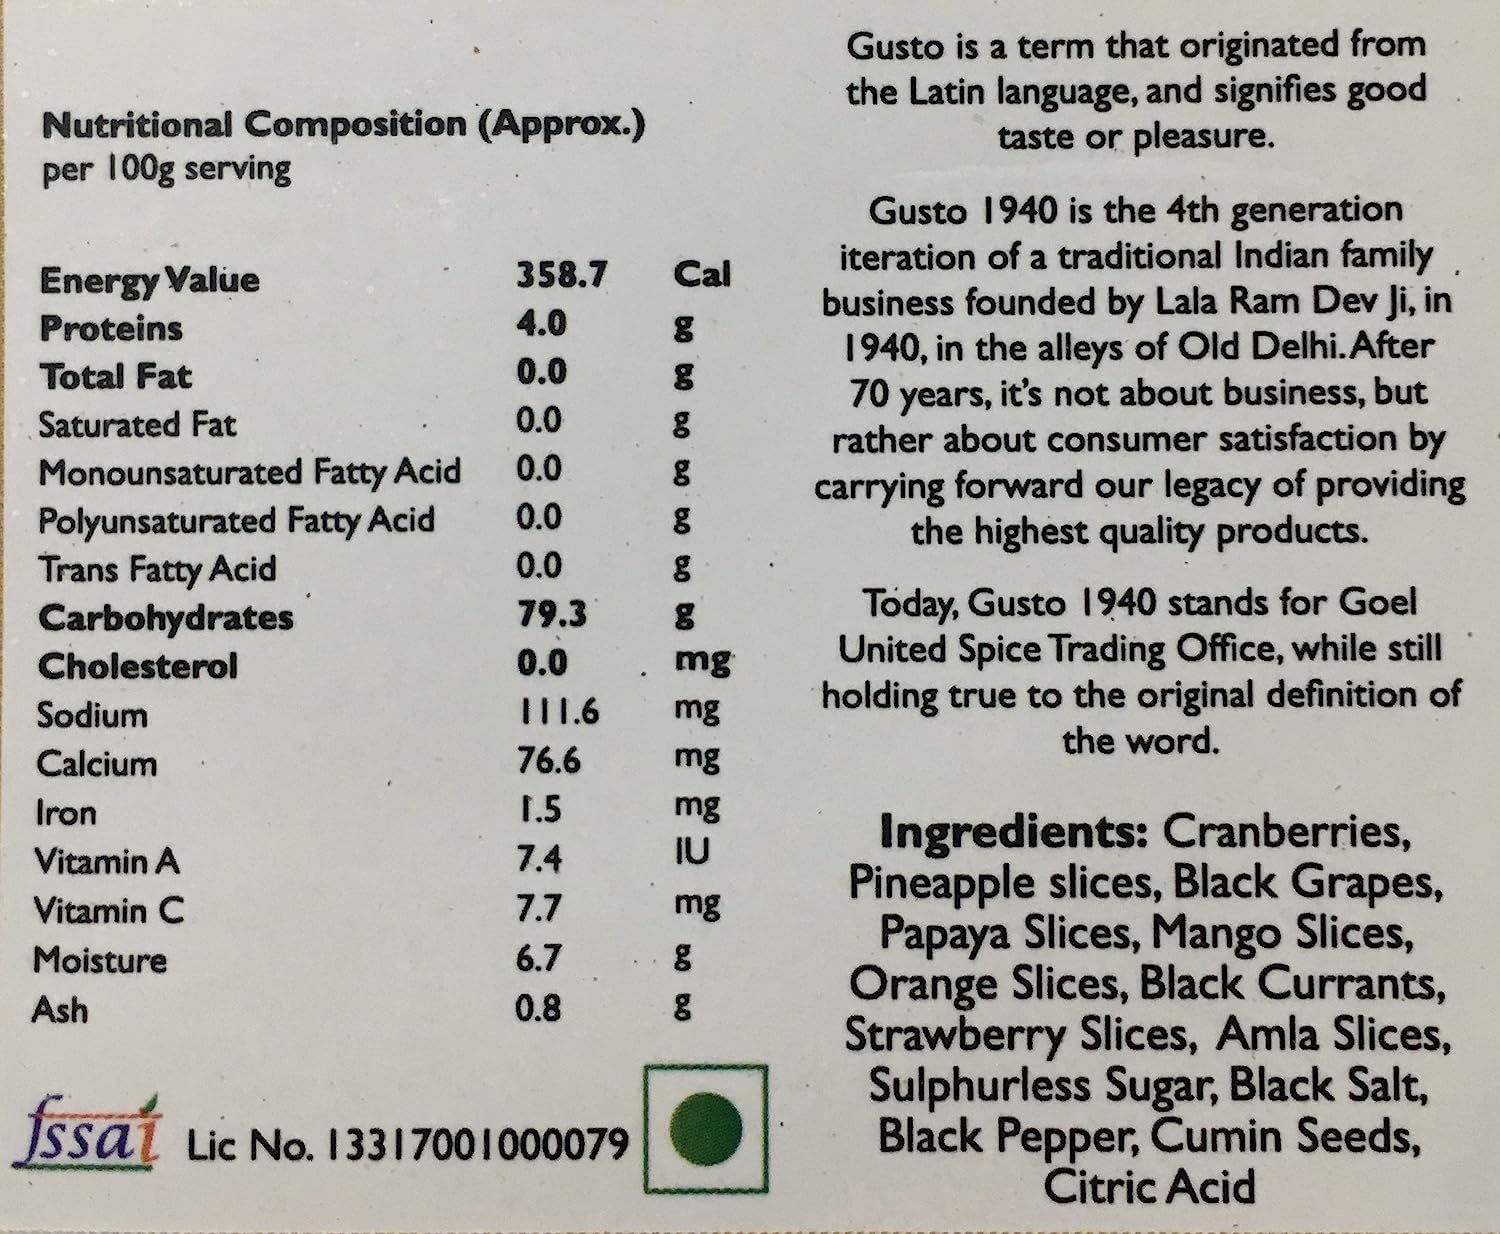 Nutritional Composition (Approx.)
per 100g serving
Energy Value 358.7 Cal
Proteins 4.0 g
Total Fat 0.0 g
Saturated Fat 0.0 g
Monounsaturated Fatty Acid 0.0 g
Polyunsaturated Fatty Acid 0.0 g
Trans Fatty Acid 0.0 g
Carbohydrates 79.3 g
Cholesterol 0.0 mg
Sodium 111.6 mg
Calcium 76.6 mg
Iron 1.5 mg
Vitamin A 7.4 IU
Vitamin C 7.7 mg
Moisture 6.7 g
Ash 0.8 g
fssai Lic No. 13317001000079
Gusto is a term that originated from
the Latin language, and signifies good
taste or pleasure.
Gusto 1940 is the 4th generation
iteration of a traditional Indian family
business founded by Lala Ram Dev Ji, in
1940, in the alleys of Old Delhi. After
70 years, it's not about business, but
rather about consumer satisfaction by
carrying forward our legacy of providing
the highest quality products.
Today, Gusto 1940 stands for Goel
United Spice Trading Office, while still
holding true to the original definition of
the word.
Ingredients: Cranberries,
Pineapple slices, Black Grapes,
Papaya Slices, Mango Slices,
Orange Slices, Black Currants,
Strawberry Slices, Amla Slices,
Sulphurless Sugar, Black Salt,
Black Pepper, Cumin Seeds,
Citric Acid